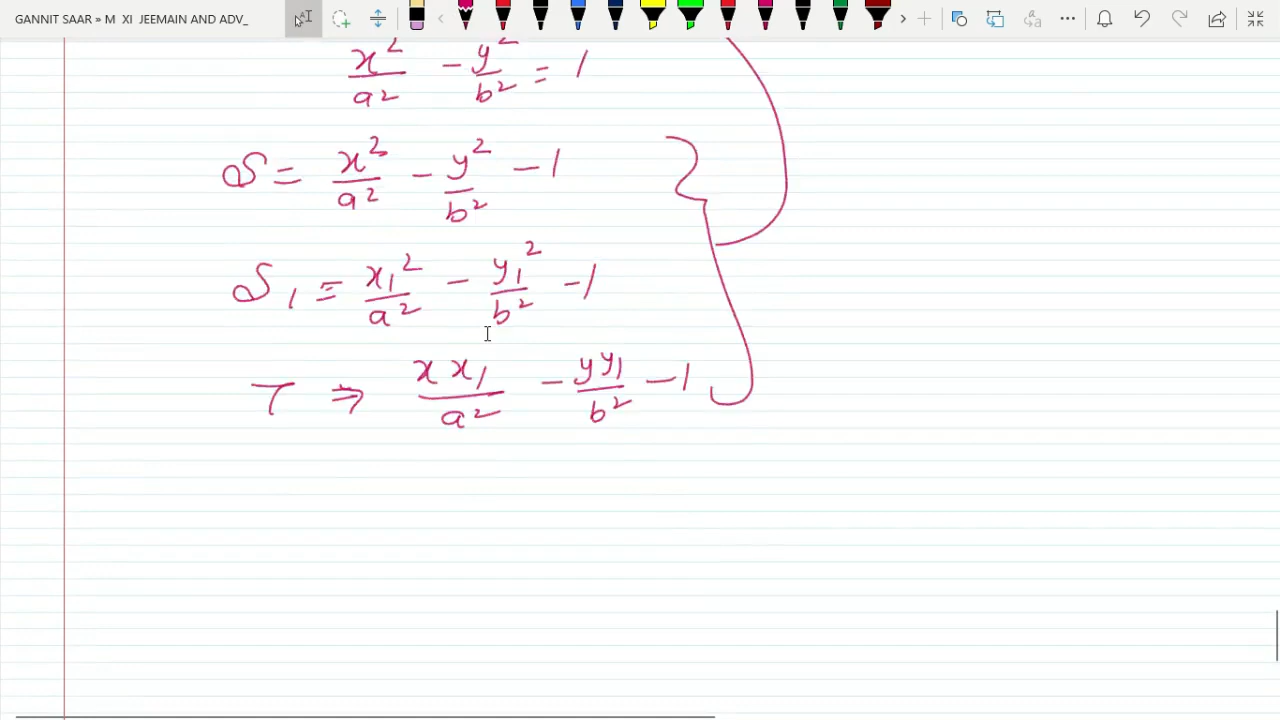 GANNIT SAAR » M XI JEEMAIN AND ADV_
x²/a² - y²/b² = 1
S = x²/a² - y²/b² - 1
S₁ ≡ x₁²/a² - y₁²/b² - 1
T ⇒ xx₁/a² - yy₁/b² - 1